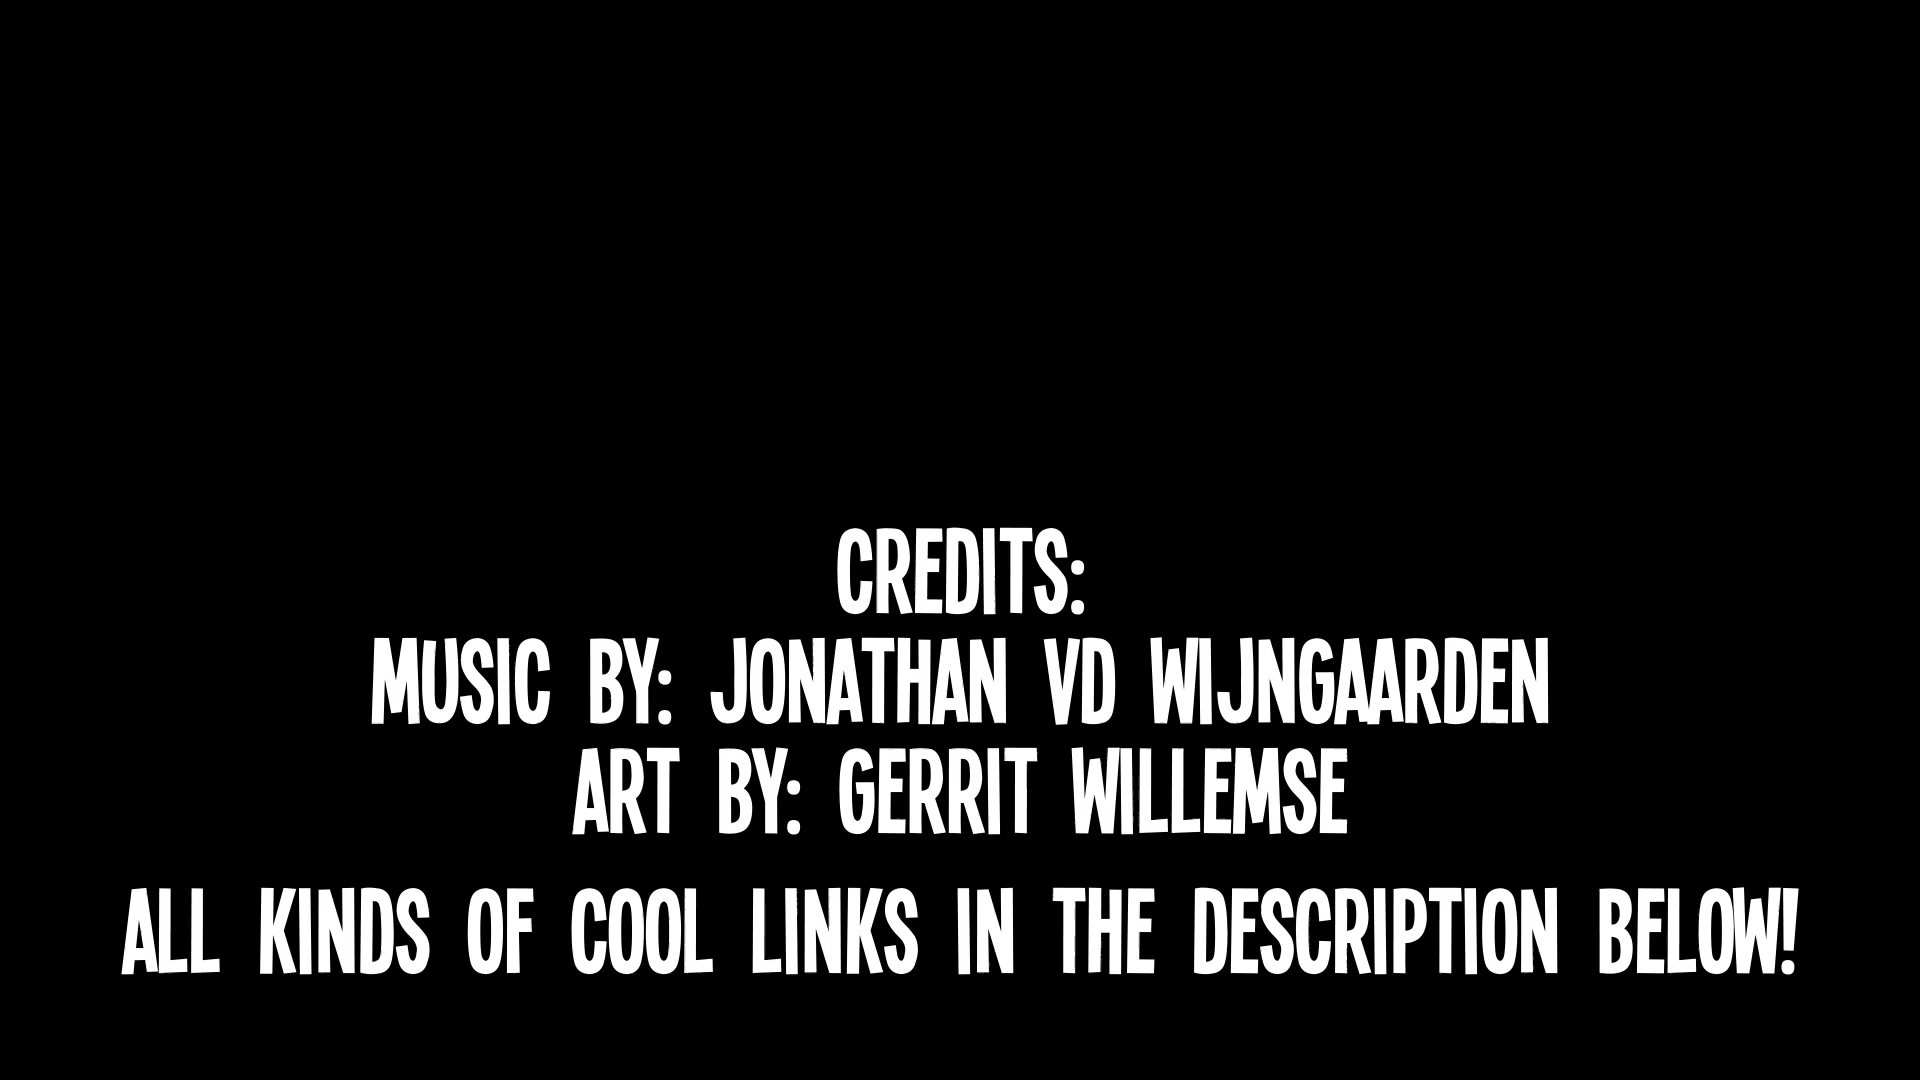 CREDITS:
MUSIC BY: JONATHAN VD WIJNGAARDEN
ART BY: GERRIT WILLEMSE
ALL KINDS OF COOL LINKS IN THE DESCRIPTION BELOW!